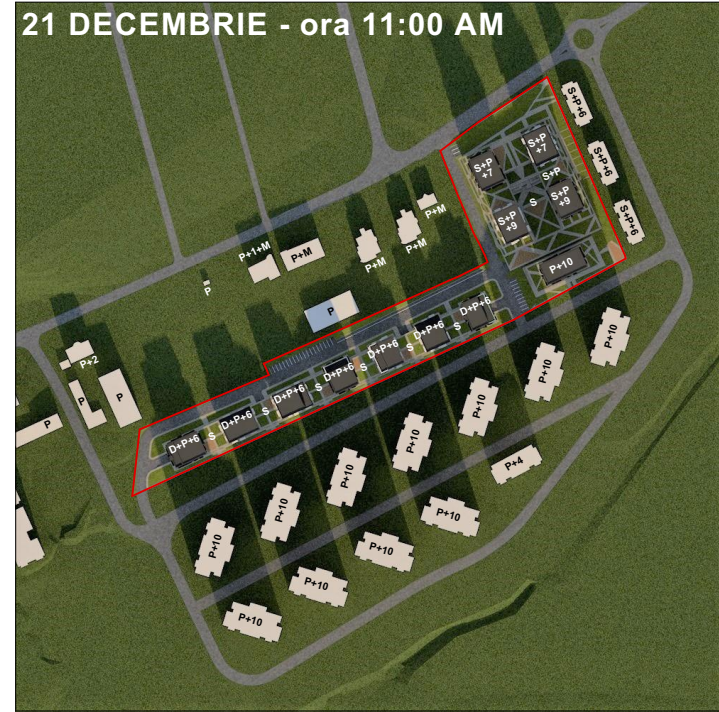 21 DECEMBRIE - ora 11:00 AM
S+P+6
S+P
+7
S+P
+7
S+P+6
S+P
S+P
+9
S
S+P
+9
S+P+6
P+M
P+M
P+M
P+M
P+1+M
P
P+10
P
D+P+6
S
D+P+6
S
D+P+6
S
D+P+6
S
D+P+6
S
D+P+6
S
D+P+6
S
D+P+6
P+2
P
P
P
P+10
P+10
P+10
P+10
P+10
P+10
P+10
P+4
P+10
P+10
P+10
P+10